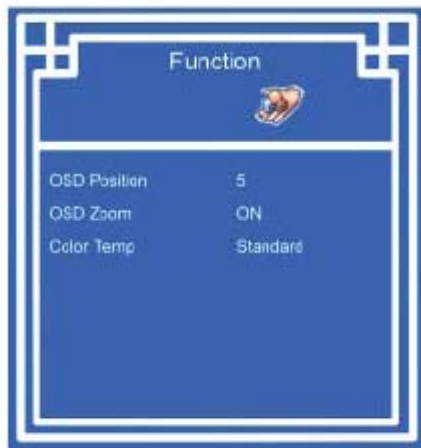 Function
OSD Position 5
OSD Zoom ON
Color Temp Standard